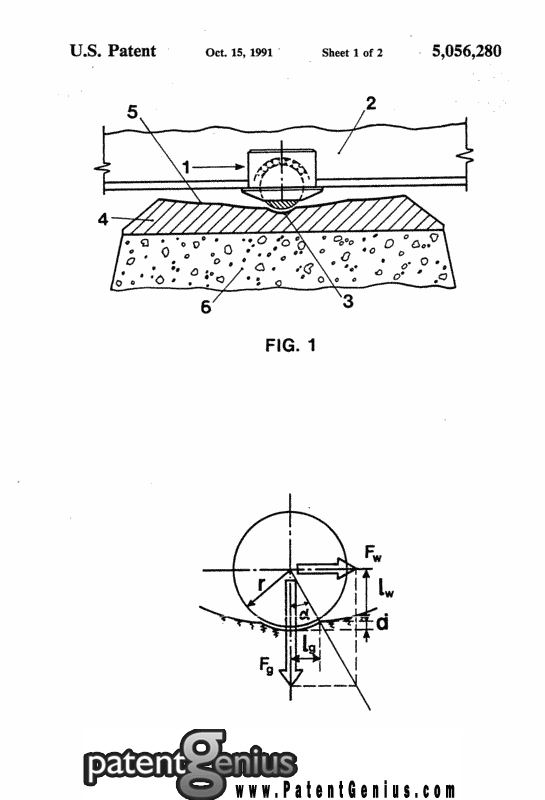 U.S. Patent Oct. 15, 1991 Sheet 1 of 2 5,056,280
5 2
1
4
6 3
FIG. 1
Fw
r lw
α d
lg
Fg
patentgenius
www.PatentGenius.com